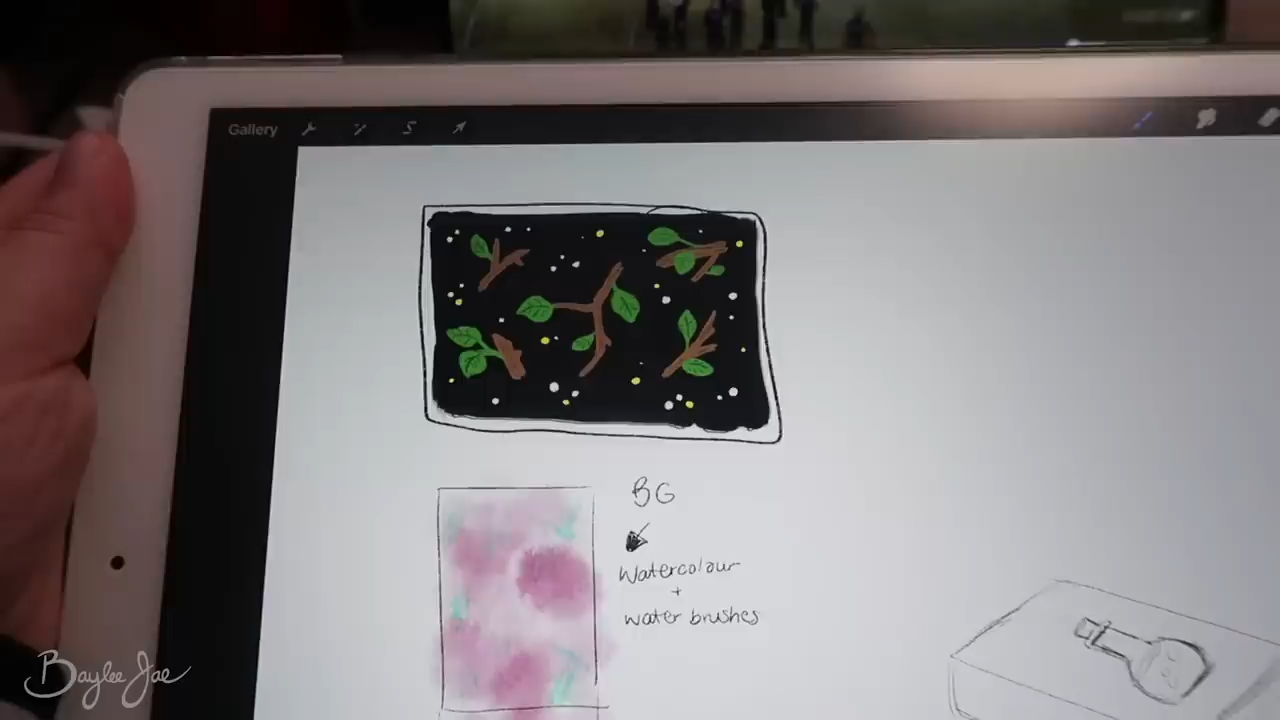 Gallery
BG
Watercolour
+
water brushes
Baylee Jae